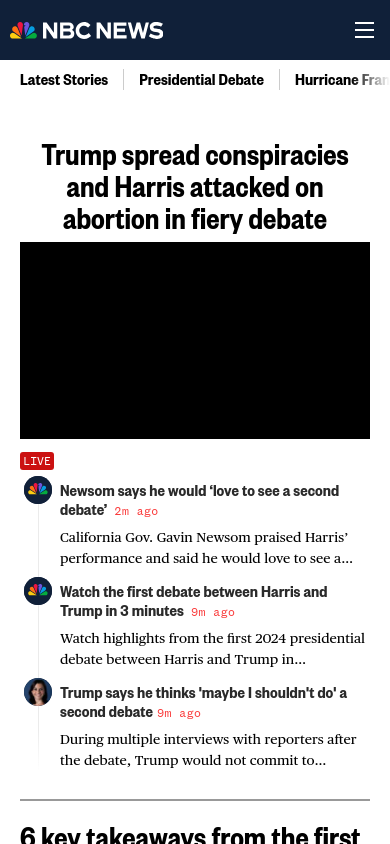 NBC NEWS
Latest Stories
Presidential Debate
Hurricane Fran
Trump spread conspiracies
and Harris attacked on
abortion in fiery debate
LIVE
Newsom says he would ‘love to see a second
debate’ 2m ago
California Gov. Gavin Newsom praised Harris’
performance and said he would love to see a...
Watch the first debate between Harris and
Trump in 3 minutes 9m ago
Watch highlights from the first 2024 presidential
debate between Harris and Trump in...
Trump says he thinks 'maybe I shouldn't do' a
second debate 9m ago
During multiple interviews with reporters after
the debate, Trump would not commit to...
6 key takeaways from the first